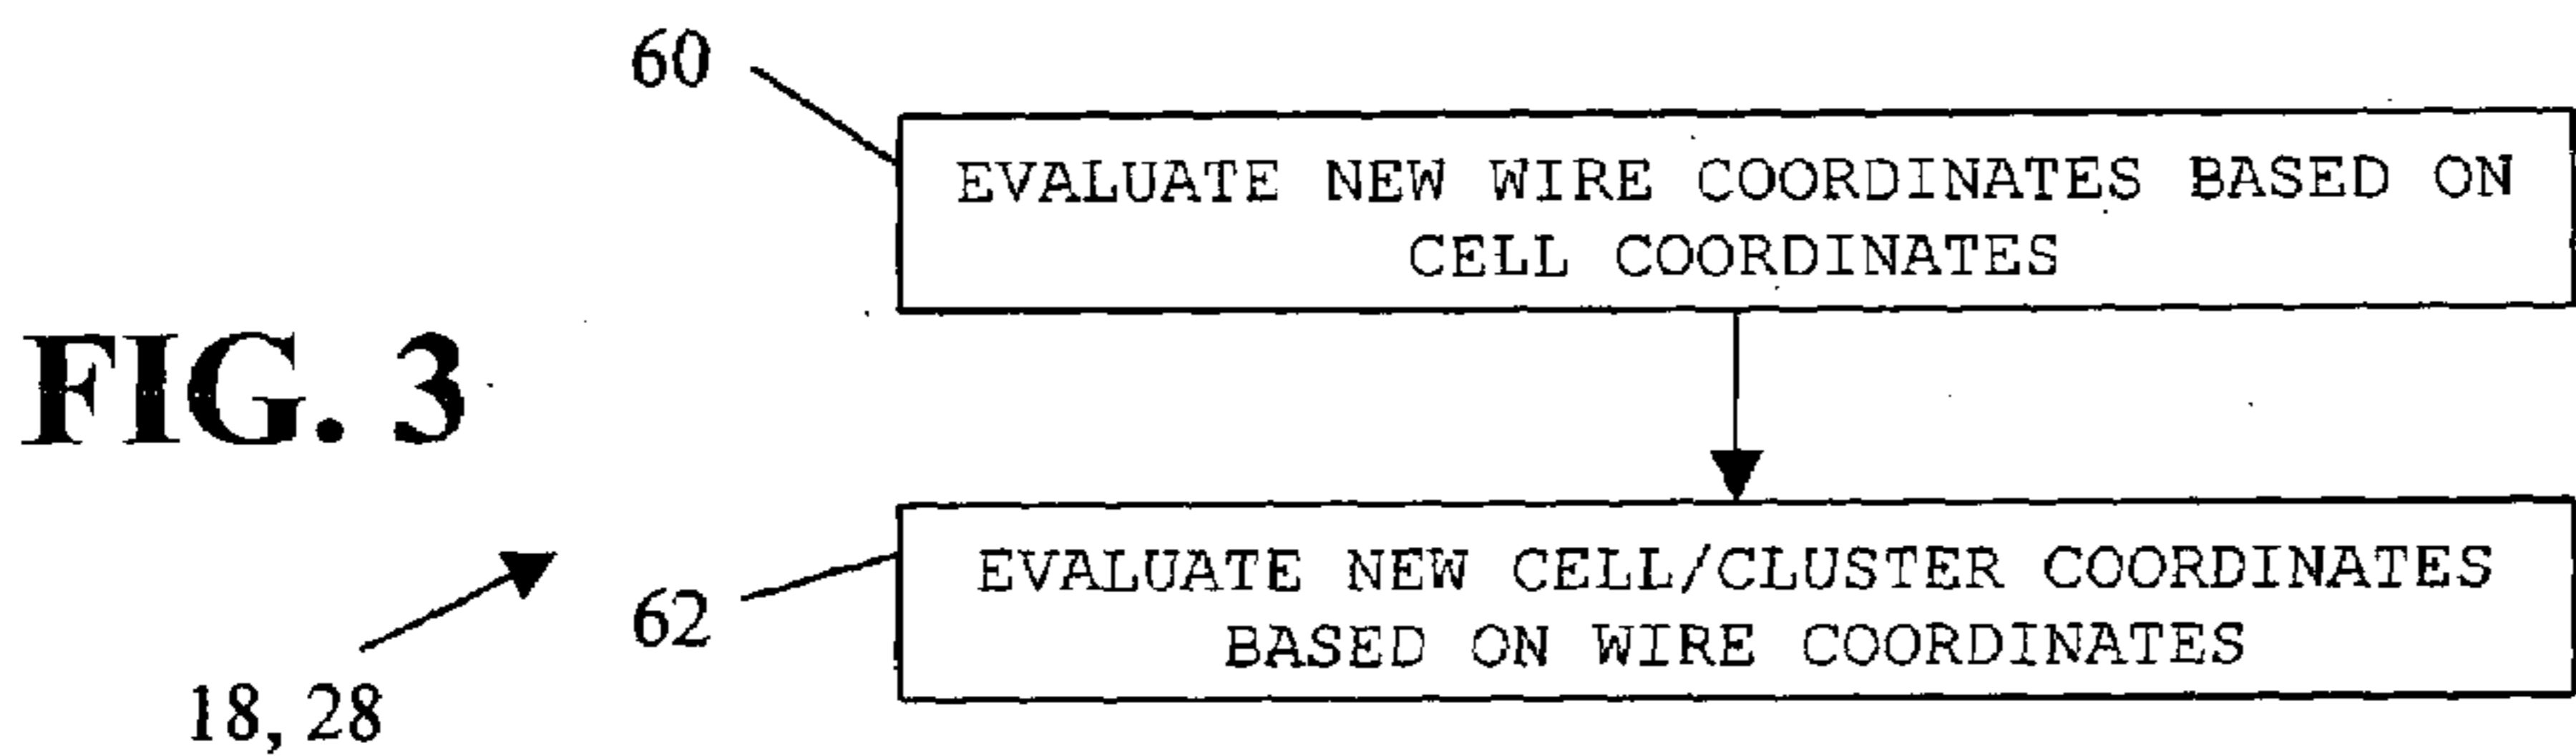 60
EVALUATE NEW WIRE COORDINATES BASED ON
CELL COORDINATES
FIG. 3
62
EVALUATE NEW CELL/CLUSTER COORDINATES
BASED ON WIRE COORDINATES
18, 28